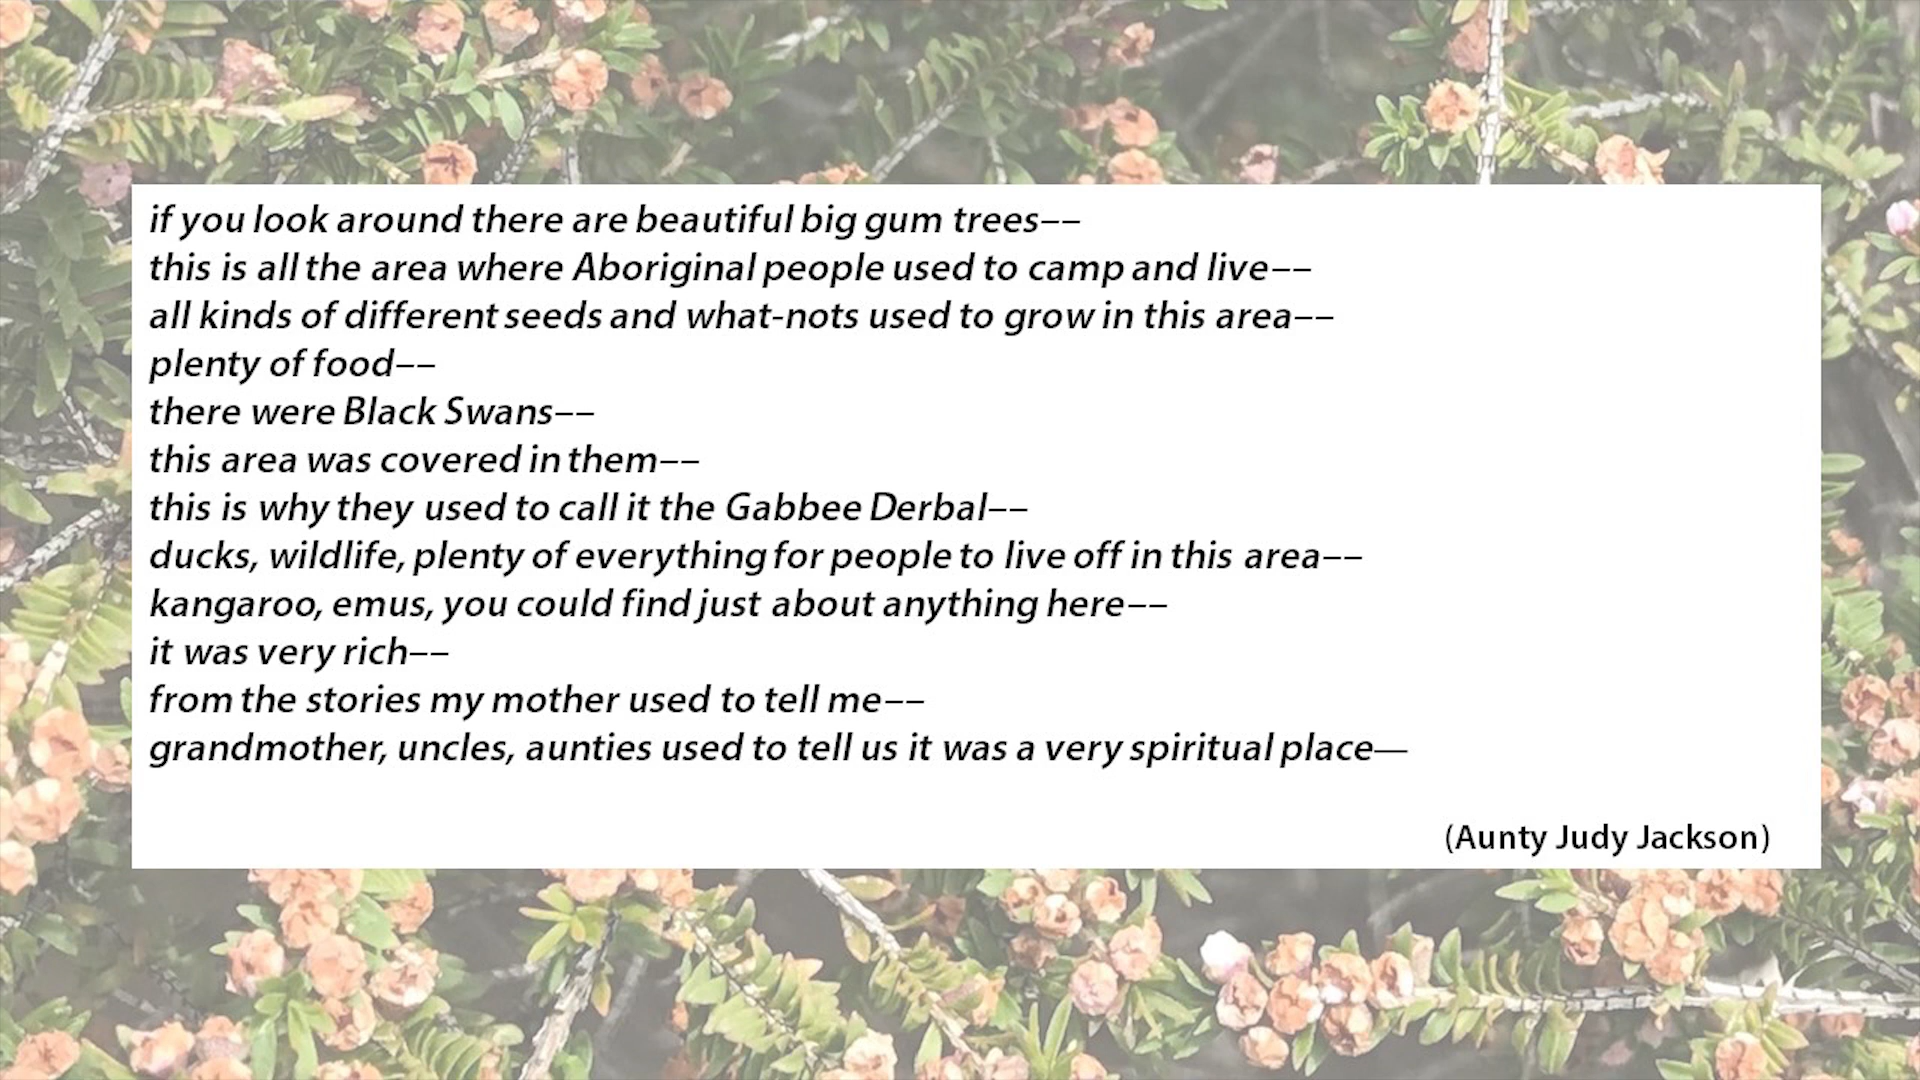 if you look around there are beautiful big gum trees––
this is all the area where Aboriginal people used to camp and live––
all kinds of different seeds and what-nots used to grow in this area––
plenty of food––
there were Black Swans––
this area was covered in them––
this is why they used to call it the Gabbee Derbal––
ducks, wildlife, plenty of everything for people to live off in this area––
kangaroo, emus, you could find just about anything here––
it was very rich––
from the stories my mother used to tell me––
grandmother, uncles, aunties used to tell us it was a very spiritual place—
(Aunty Judy Jackson)